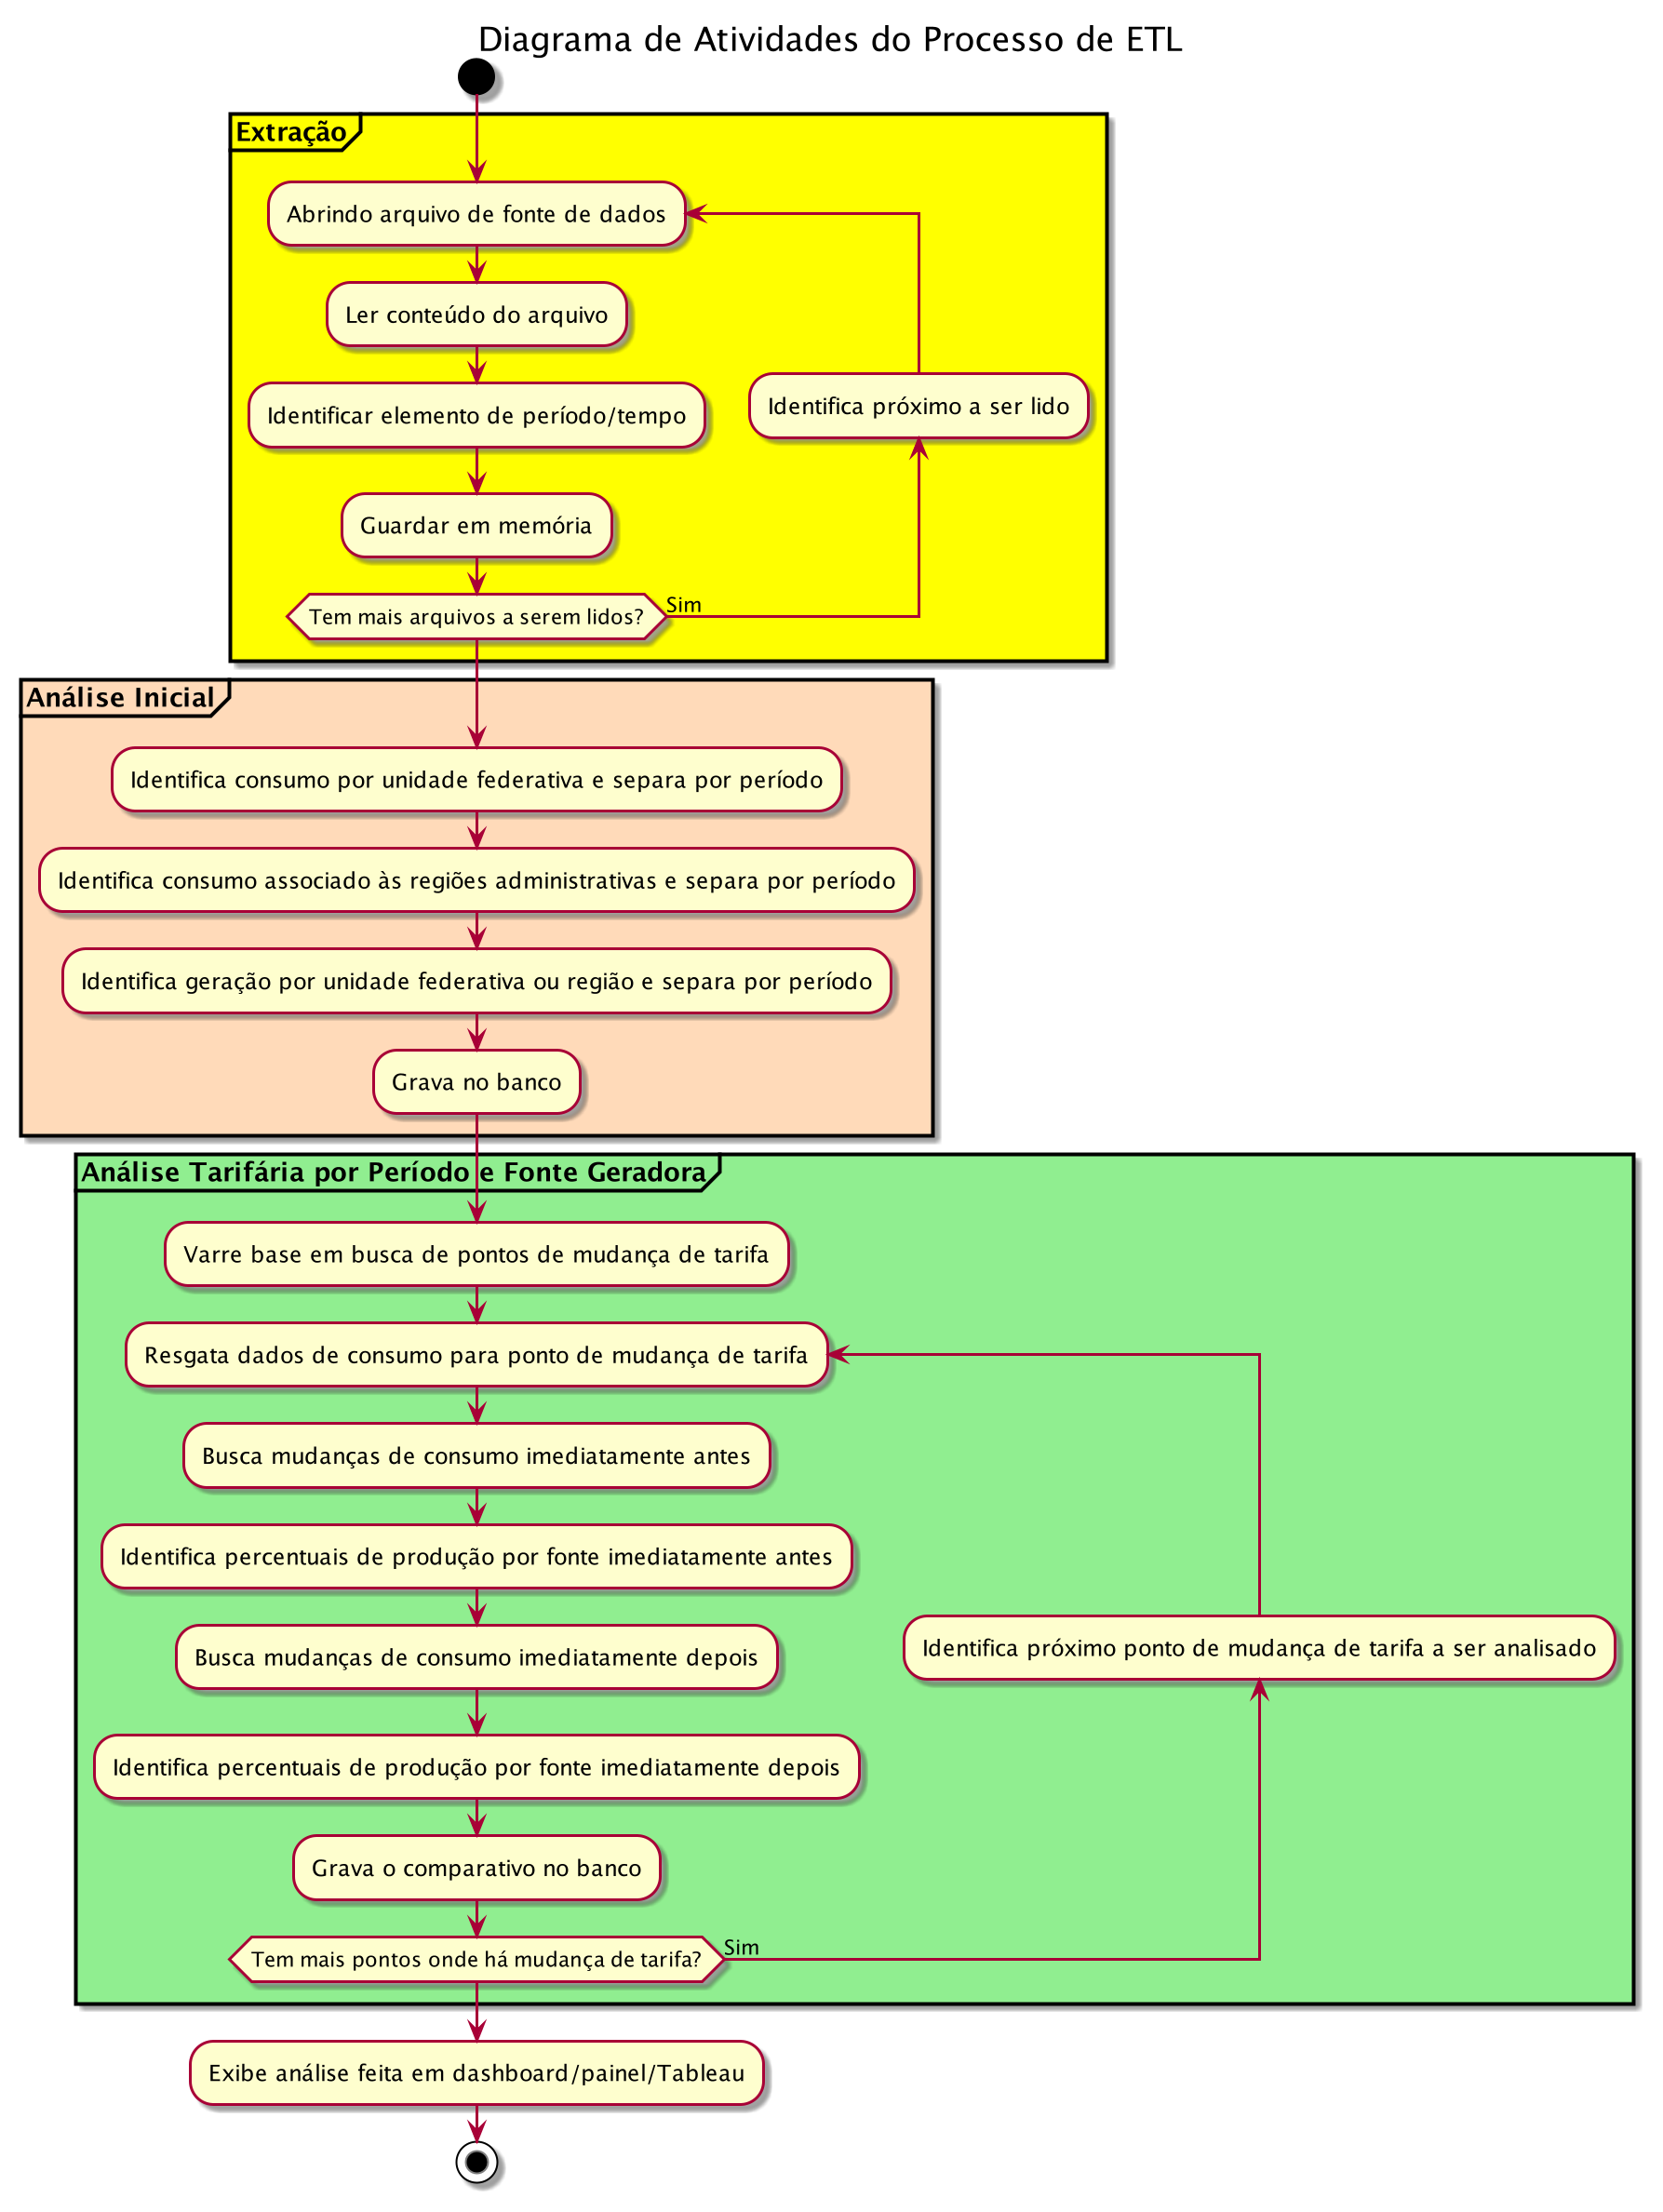 Diagrama de Atividades do Processo de ETL
Extração
Abrindo arquivo de fonte de dados
Ler conteúdo do arquivo
Identificar elemento de período/tempo
Identifica próximo a ser lido
Guardar em memória
Tem mais arquivos a serem lidos?
Sim
Análise Inicial
Identifica consumo por unidade federativa e separa por período
Identifica consumo associado às regiões administrativas e separa por período
Identifica geração por unidade federativa ou região e separa por período
Grava no banco
Análise Tarifária por Período e Fonte Geradora
Varre base em busca de pontos de mudança de tarifa
Resgata dados de consumo para ponto de mudança de tarifa
Busca mudanças de consumo imediatamente antes
Identifica percentuais de produção por fonte imediatamente antes
Busca mudanças de consumo imediatamente depois
Identifica próximo ponto de mudança de tarifa a ser analisado
Identifica percentuais de produção por fonte imediatamente depois
Grava o comparativo no banco
Tem mais pontos onde há mudança de tarifa?
Sim
Exibe análise feita em dashboard/painel/Tableau